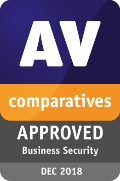 AV
comparatives
APPROVED
Business Security
DEC 2018